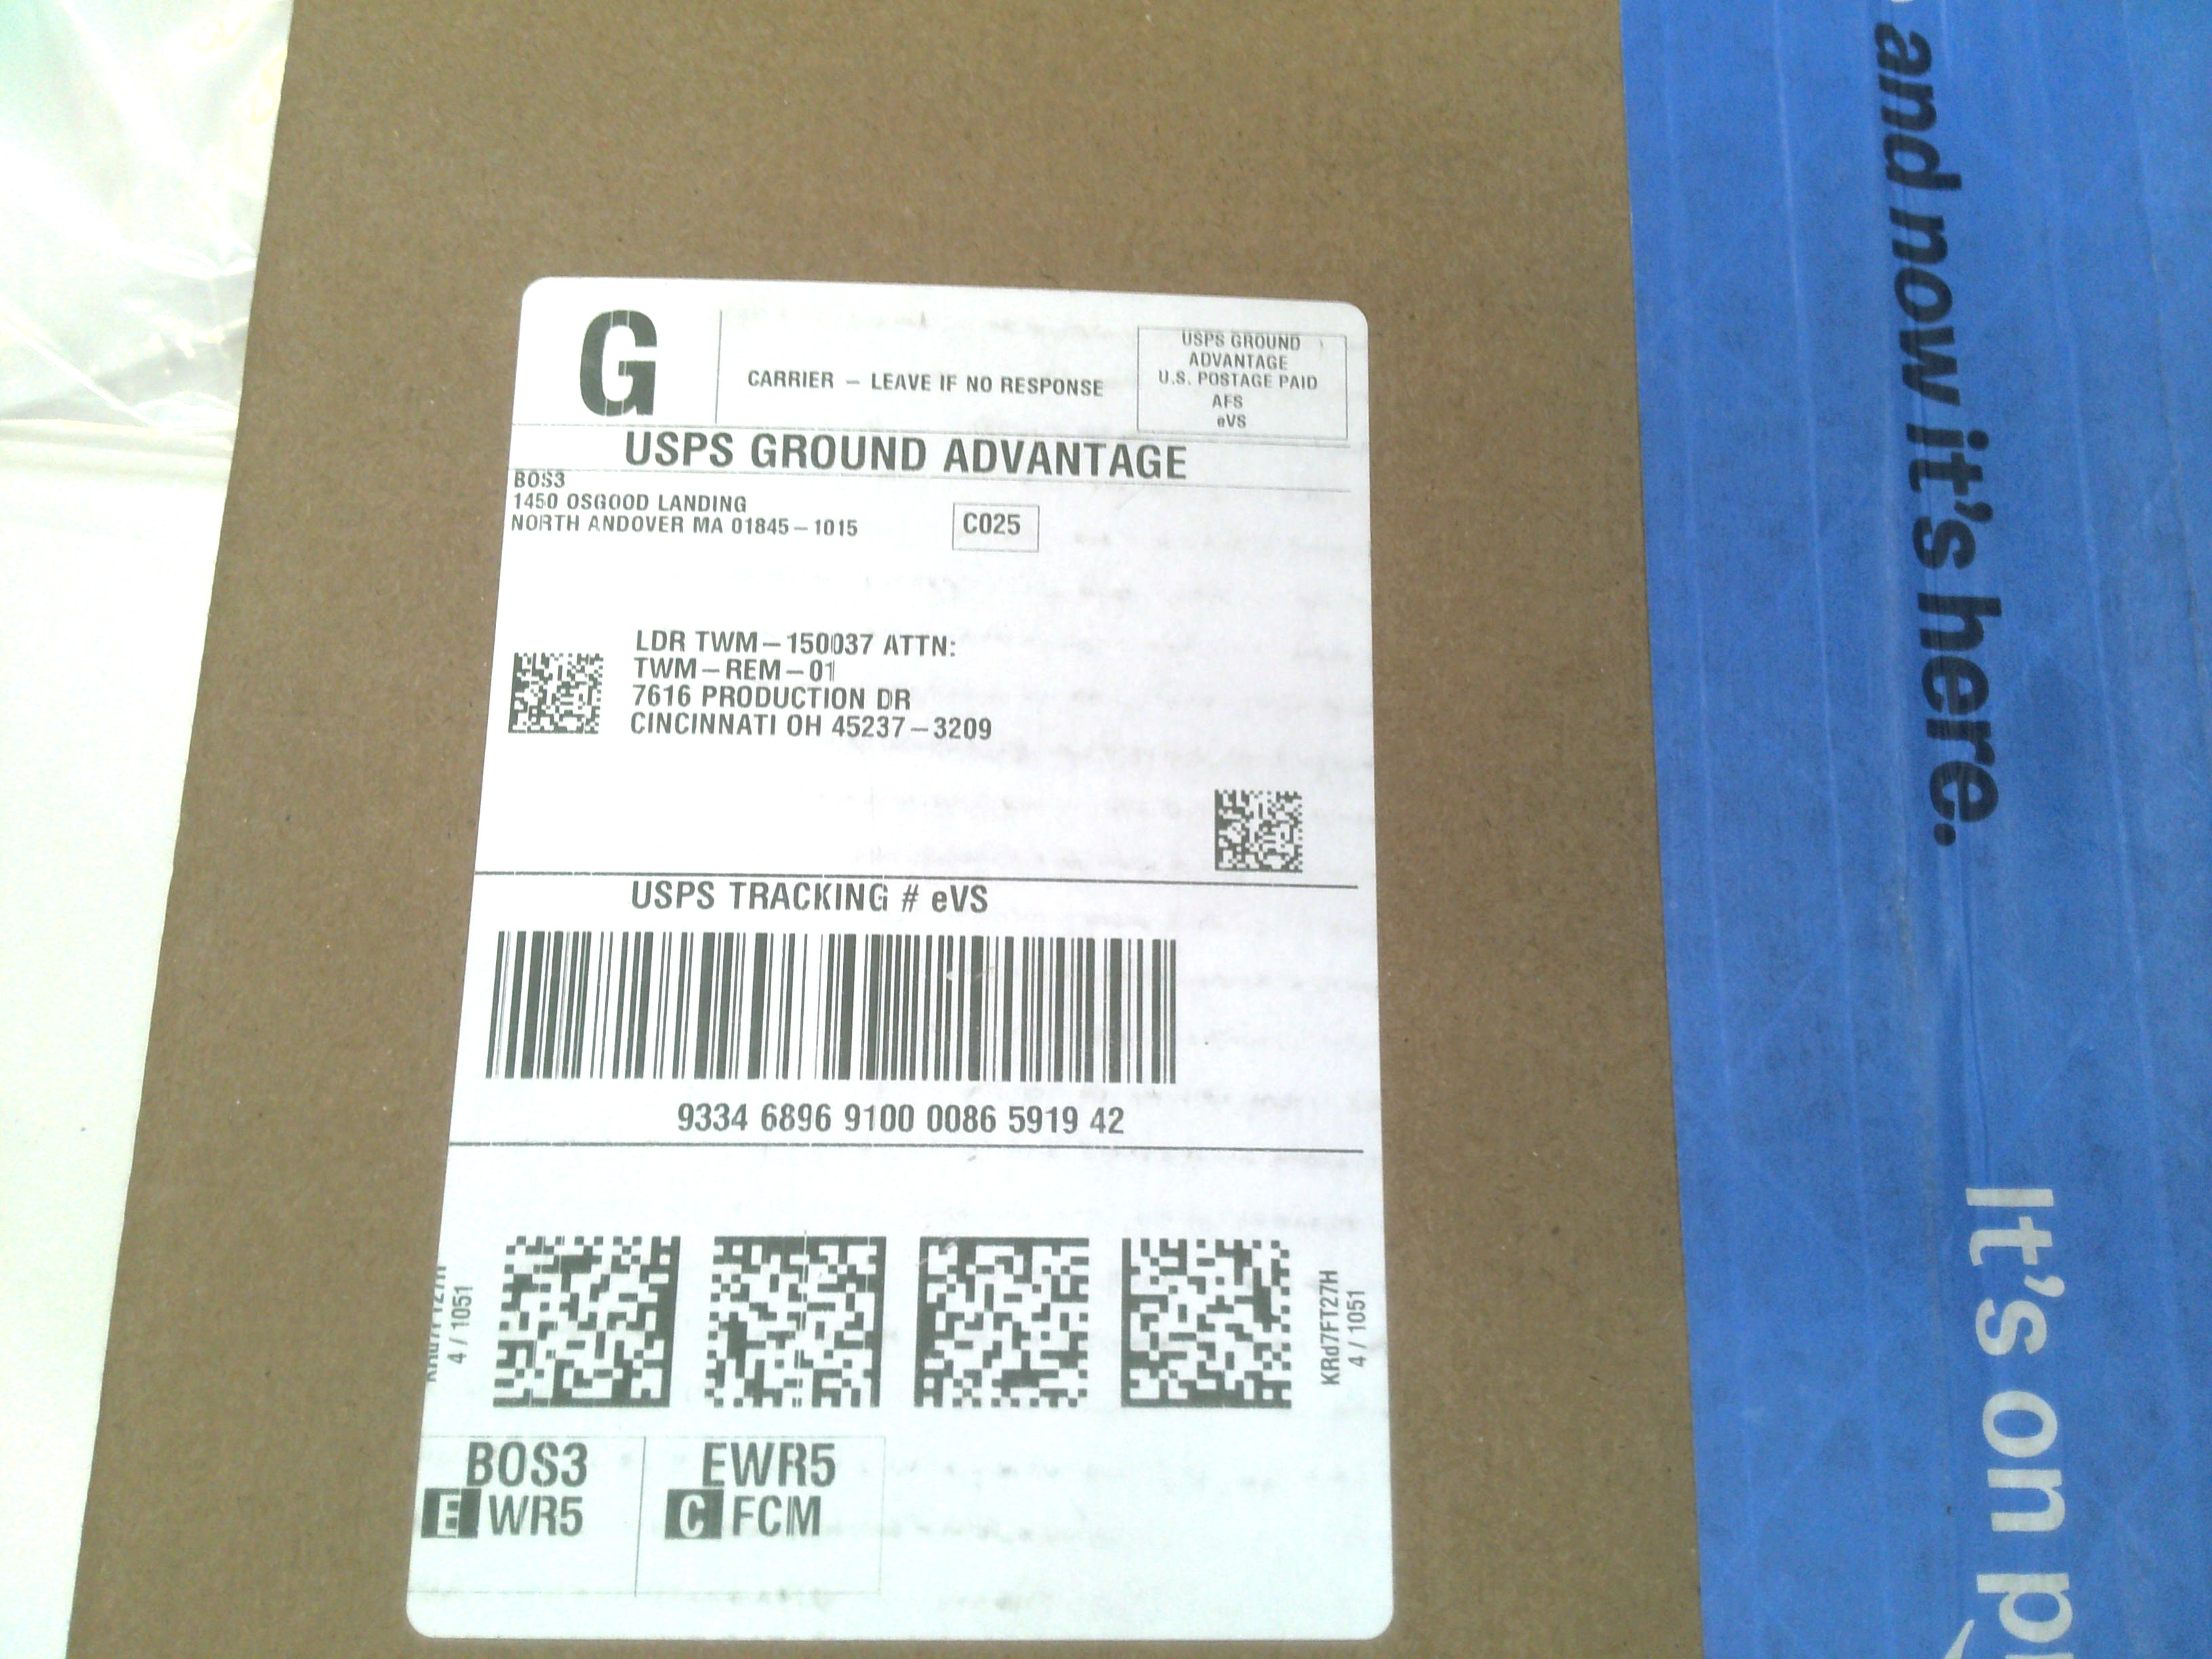 G
CARRIER – LEAVE IF NO RESPONSE
USPS GROUND
ADVANTAGE
U.S. POSTAGE PAID
AFS
eVS
USPS GROUND ADVANTAGE
BOS3
1450 OSGOOD LANDING
NORTH ANDOVER MA 01845–1015
C025
LDR TWM–150037 ATTN:
TWM–REM–01
7616 PRODUCTION DR
CINCINNATI OH 45237–3209
USPS TRACKING # eVS
9334 6896 9100 0086 5919 42
4 / 1051
KRd7FT27H
4 / 1051
BOS3
EWR5
E WR5
C FCM
and now it's here.
It's on